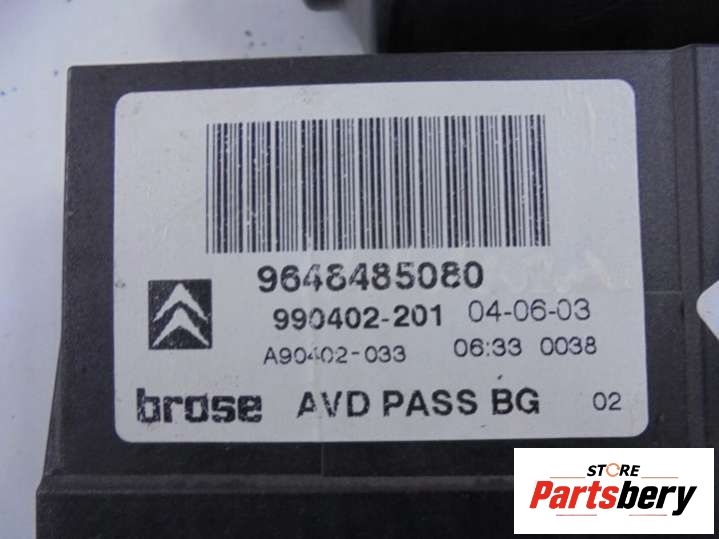 9648485080
990402-201 04-06-03
A90402-033 06:33 0038
brose AVD PASS BG 02
STORE
Partsbery